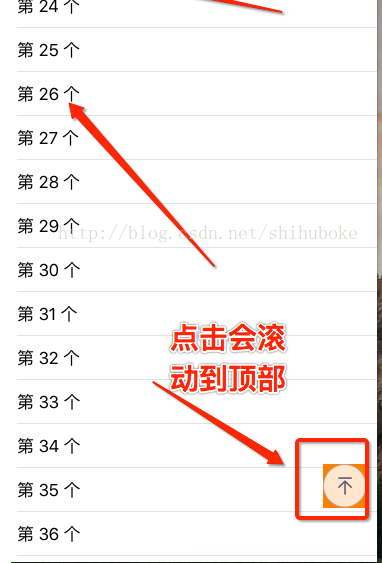 第 24 个
第 25 个
第 26 个
第 27 个
第 28 个
第 29 个
http://blog.csdn.net/shihuboke
第 30 个
第 31 个
点击会滚
动到顶部
第 32 个
第 33 个
第 34 个
第 35 个
第 36 个